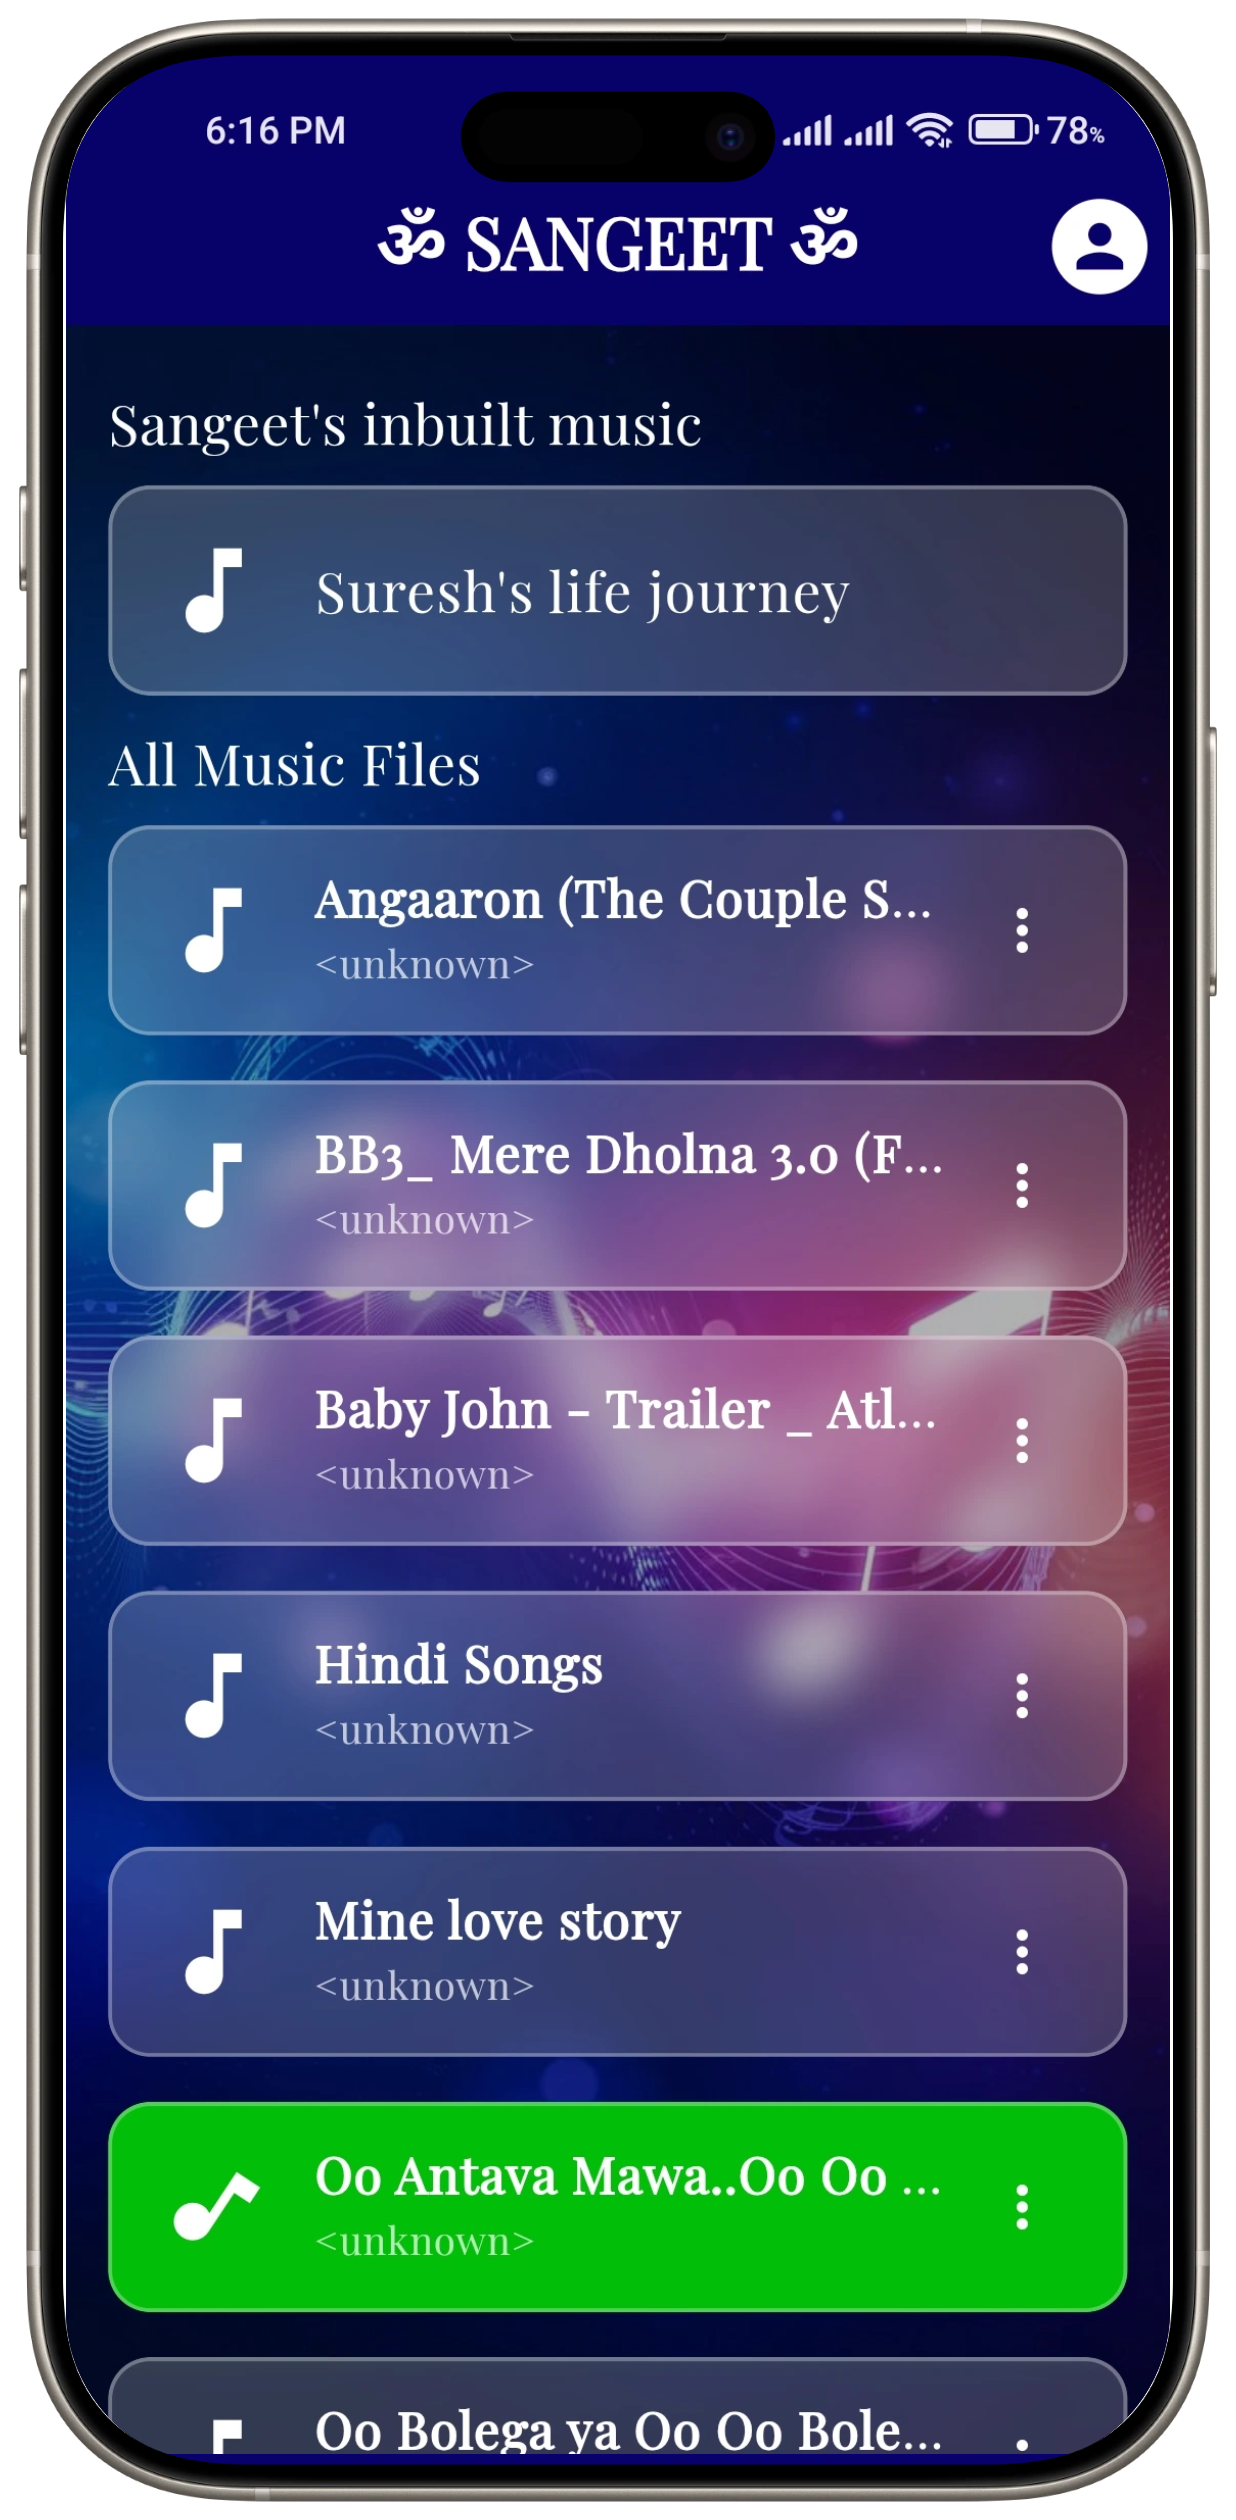 6:16 PM 78%
ॐ SANGEET ॐ
Sangeet's inbuilt music
Suresh's life journey
All Music Files
Angaaron (The Couple S...
<unknown>
BB3_ Mere Dholna 3.0 (F...
<unknown>
Baby John - Trailer _ Atl...
<unknown>
Hindi Songs
<unknown>
Mine love story
<unknown>
Oo Antava Mawa..Oo Oo ...
<unknown>
Oo Bolega ya Oo Oo Bole...